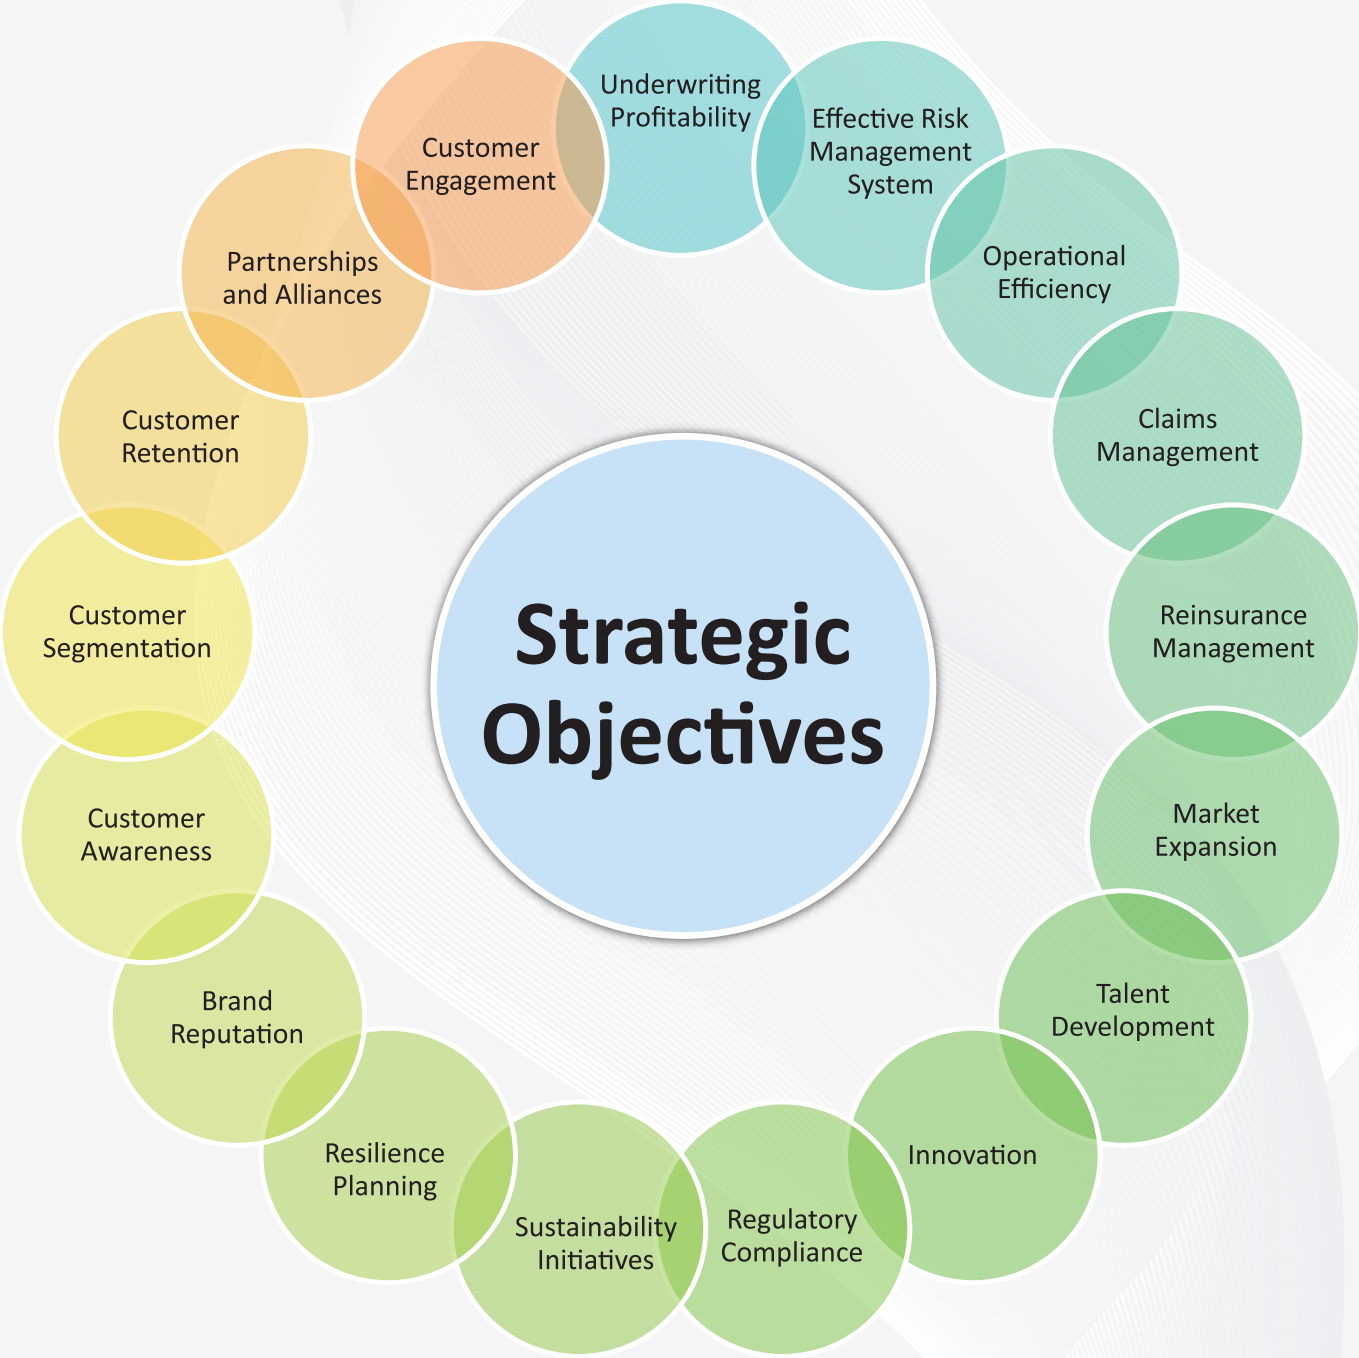 Underwriting
Profitability
Effective Risk
Management
System
Operational
Efficiency
Claims
Management
Reinsurance
Management
Market
Expansion
Talent
Development
Innovation
Regulatory
Compliance
Sustainability
Initiatives
Resilience
Planning
Brand
Reputation
Customer
Awareness
Customer
Segmentation
Customer
Retention
Partnerships
and Alliances
Customer
Engagement
Strategic
Objectives